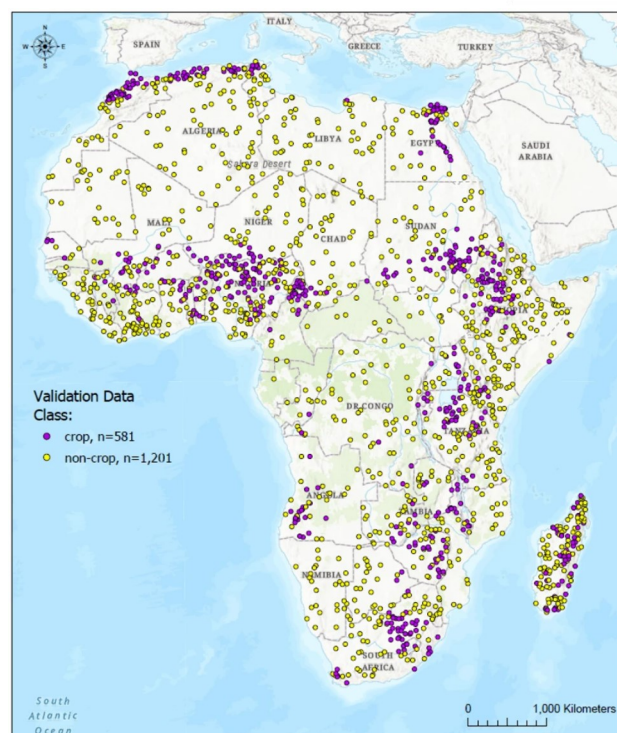 ITALY
N
W E
S
SPAIN
GREECE
TURKEY
ALGERIA
LIBYA
EGYPT
SAUDI
ARABIA
Sahara Desert
MALI
NIGER
CHAD
SUDAN
Validation Data
Class:
crop, n=581
non-crop, n=1,201
DR CONGO
TANZANIA
ANGOLA
ZAMBIA
NAMIBIA
SOUTH
AFRICA
South
Atlantic
Ocean
0 1,000 Kilometers